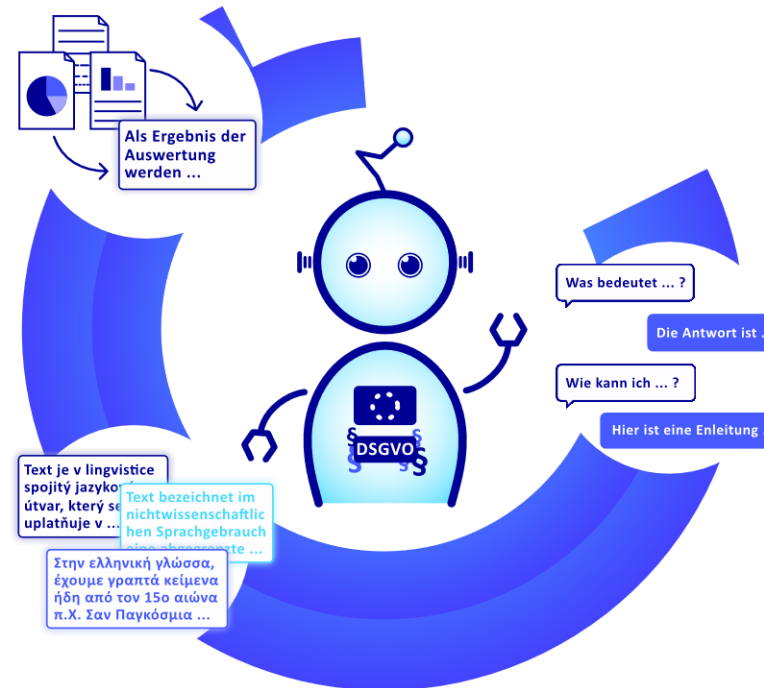 Als Ergebnis der
Auswertung
werden ...
Was bedeutet ... ?
Die Antwort ist
Wie kann ich ... ?
Hier ist eine Enleitung
§ §
DSGVO
§ § §
Text je v lingvistice
spojitý
útvar, který
uplatňuje v ...
Text bezeichnet im
nichtwissenschaftlic
hen Sprachgebrauch
eine abgegrenzte ...
Στην ελληνική γλώσσα,
έχουμε γραπτά κείμενα
ήδη από τον 15ο αιώνα
π.Χ. Σαν Παγκόσμια ...